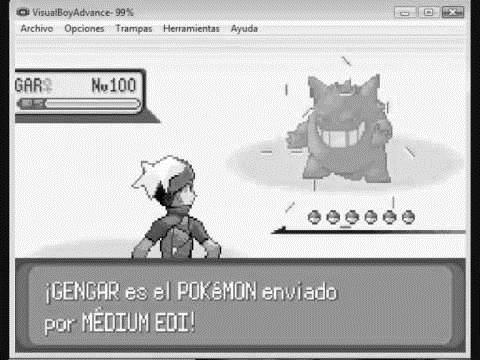 VisualBoyAdvance- 99%
Archivo Opciones Trampas Herramientas Ayuda
GAR♀ Nv100
¡GENGAR es el POKéMON enviado
por MÉDIUM EDI!